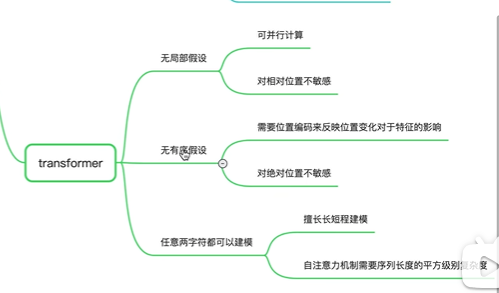 可并行计算
无局部假设
对相对位置不敏感
需要位置编码来反映位置变化对于特征的影响
transformer
无有序假设
对绝对位置不敏感
擅长长短程建模
任意两字符都可以建模
自注意力机制需要序列长度的平方级别复杂度